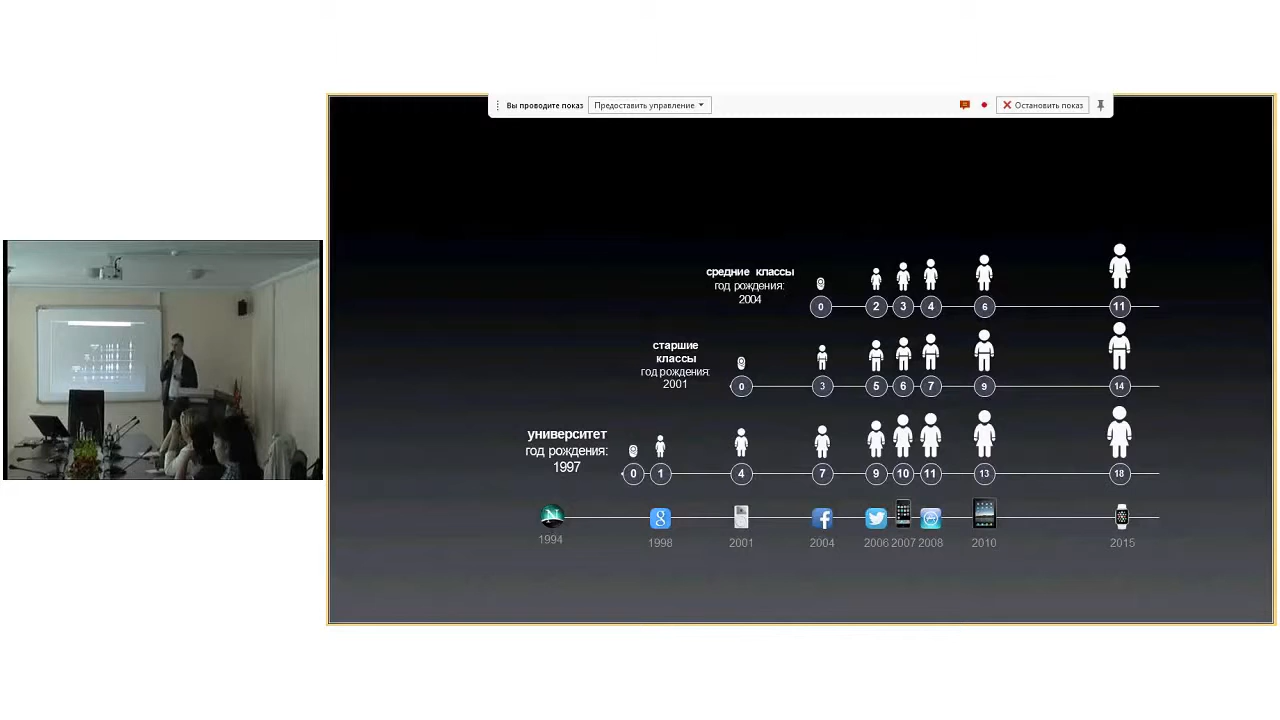 Вы проводите показ
Предоставить управление
Остановить показ
средние классы
год рождения:
2004
0 2 3 4 6 11
старшие
классы
год рождения:
2001
0 3 5 6 7 9 14
университет
год рождения:
1997
0 1 4 7 9 10 11 13 18
N g f
1994 1998 2001 2004 2006 2007 2008 2010 2015